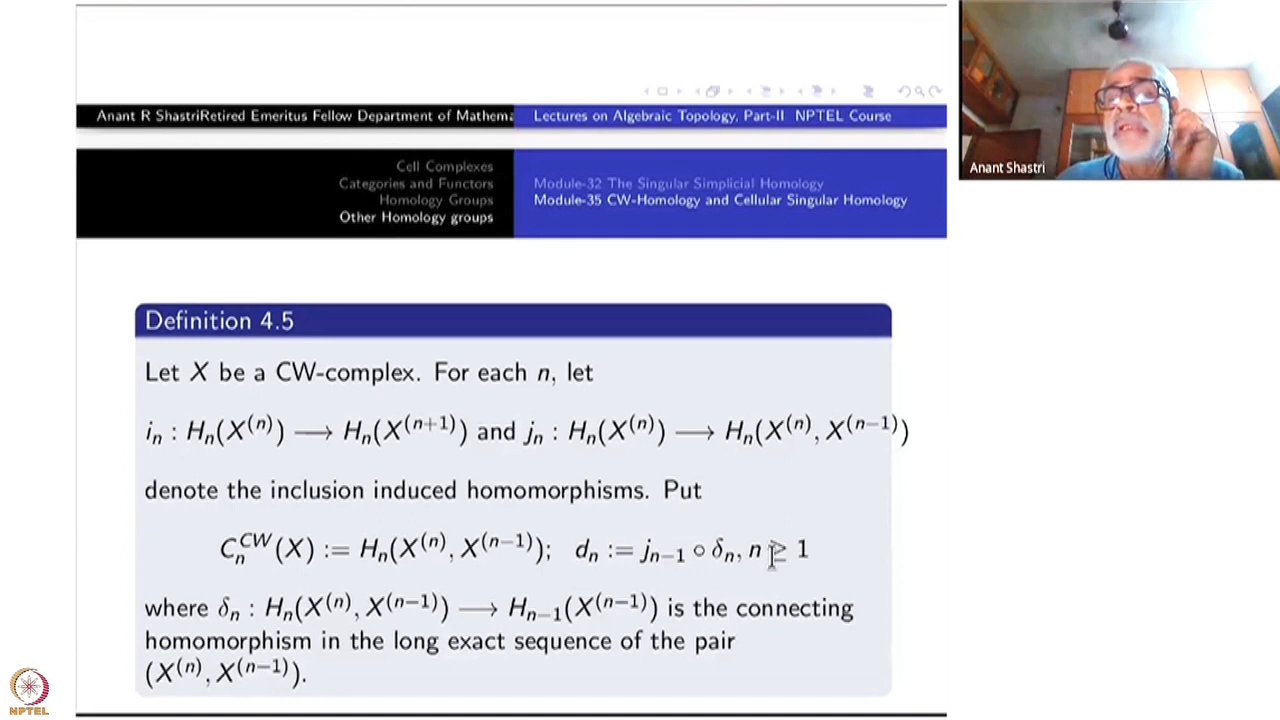 Anant R ShastriRetired Emeritus Fellow Department of Mathema
Lectures on Algebraic Topology, Part-II NPTEL Course
Cell Complexes
Categories and Functors
Homology Groups
Other Homology groups
Module-32 The Singular Simplicial Homology
Module-35 CW-Homology and Cellular Singular Homology
Anant Shastri
Definition 4.5
Let X be a CW-complex. For each n, let
iₙ : Hₙ(X⁽ⁿ⁾) ⟶ Hₙ(X⁽ⁿ⁺¹⁾) and jₙ : Hₙ(X⁽ⁿ⁾) ⟶ Hₙ(X⁽ⁿ⁾, X⁽ⁿ⁻¹⁾)
denote the inclusion induced homomorphisms. Put
Cₙ^{CW}(X) := Hₙ(X⁽ⁿ⁾, X⁽ⁿ⁻¹⁾); dₙ := jₙ₋₁ ∘ δₙ, n ≥ 1
where δₙ : Hₙ(X⁽ⁿ⁾, X⁽ⁿ⁻¹⁾) ⟶ Hₙ₋₁(X⁽ⁿ⁻¹⁾) is the connecting
homomorphism in the long exact sequence of the pair
(X⁽ⁿ⁾, X⁽ⁿ⁻¹⁾).
NPTEL